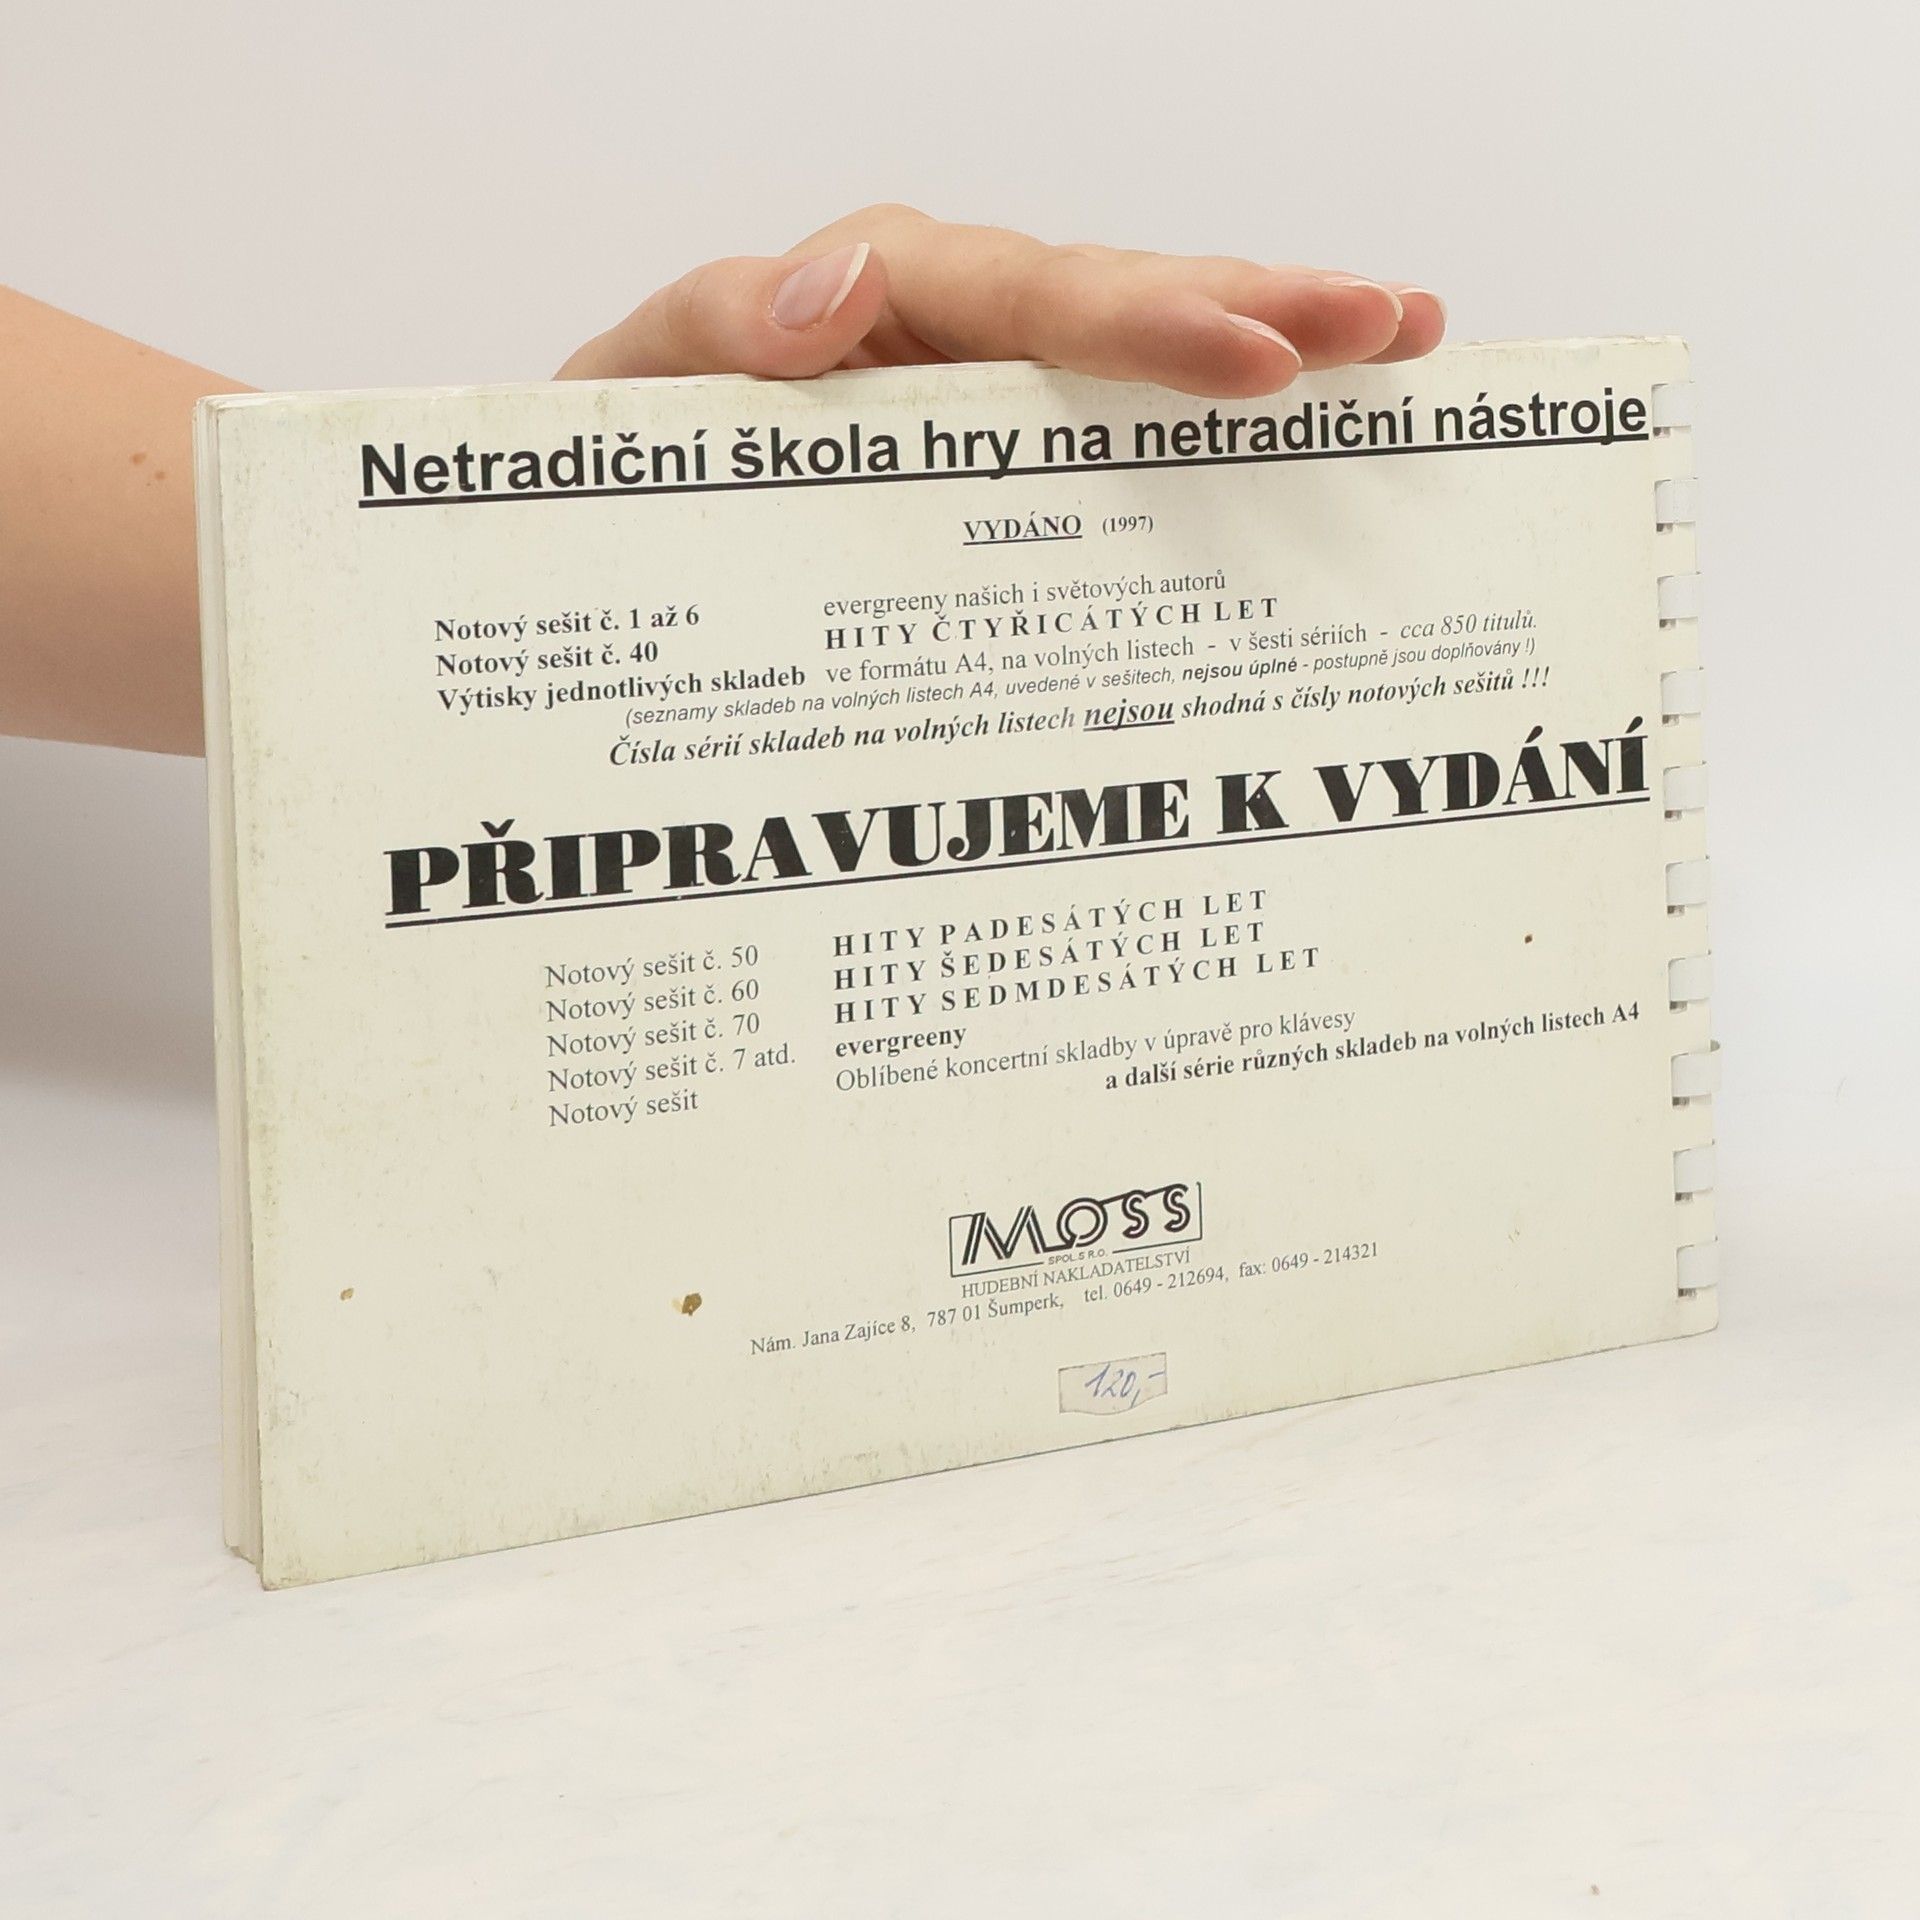 Netradiční škola hry na netradiční nástroje.
VYDÁNO (1997)
Notový sešit č. 1 až 6 evergreeny našich i světových autorů
Notový sešit č. 40 HITY ČTYŘICÁTÝCH LET
Výtisky jednotlivých skladeb ve formátu A4, na volných listech - v šesti sériích - cca 850 titulů.
(seznamy skladeb na volných listech A4, uvedené v sešitech, nejsou úplné - postupně jsou doplňovány !)
Čísla sérií skladeb na volných listech nejsou shodná s čísly notových sešitů !!!
PŘIPRAVUJEME K VYDÁNÍ
Notový sešit č. 50 HITY PADESÁTÝCH LET
Notový sešit č. 60 HITY ŠEDESÁTÝCH LET
Notový sešit č. 70 HITY SEDMDESÁTÝCH LET
Notový sešit č. 7 atd. evergreeny
Notový sešit Oblíbené koncertní skladby v úpravě pro klávesy
a další série různých skladeb na volných listech A4
MOSS
SPOL. S R.O.
HUDEBNÍ NAKLADATELSTVÍ
Nám. Jana Zajíce 8, 787 01 Šumperk, tel. 0649 - 212694, fax: 0649 - 214321
120,-